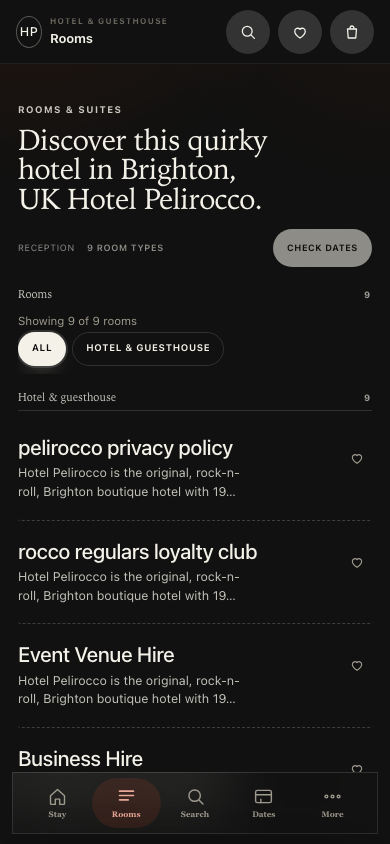 HP
HOTEL & GUESTHOUSE
Rooms
ROOMS & SUITES
Discover this quirky
hotel in Brighton,
UK Hotel Pelirocco.
RECEPTION 9 ROOM TYPES
CHECK DATES
Rooms 9
Showing 9 of 9 rooms
ALL HOTEL & GUESTHOUSE
Hotel & guesthouse 9
pelirocco privacy policy
Hotel Pelirocco is the original, rock-n-
roll, Brighton boutique hotel with 19...
rocco regulars loyalty club
Hotel Pelirocco is the original, rock-n-
roll, Brighton boutique hotel with 19...
Event Venue Hire
Hotel Pelirocco is the original, rock-n-
roll, Brighton boutique hotel with 19...
Business Hire
Stay Rooms Search Dates More